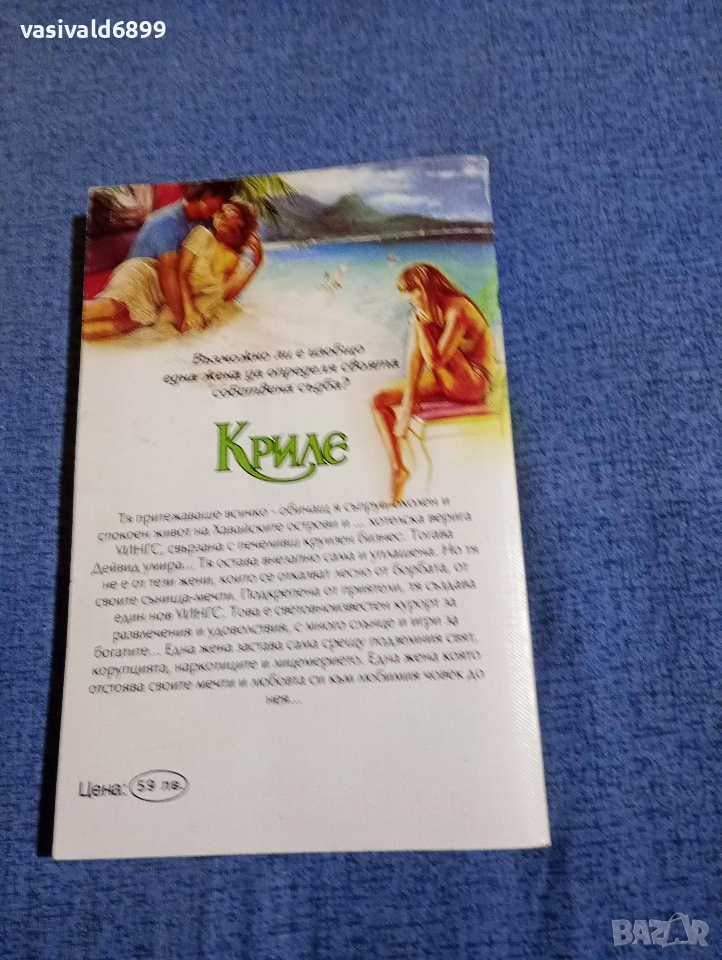 vasivald6899
Възможно ли е изобщо
една жена да определя своята
собствена съдба?
Криле
Тя притежаваше всичко - обичащ я съпруг, охолен и
спокоен живот на Хавайските острови и ... хотелска верига
УИНГС, свързана с печеливш круизен бизнес. Тогава
Дейвид умира... Тя остава внезапно сама и уплашена. Но тя
не е от тези жени, които се отказват лесно от борбата, от
своите сънища-мечти. Подкрепена от приятели, тя създава
един нов УИНГС. Това е световноизвестен курорт за
развлечения и удоволствия, с много слънце и игри за
богатите... Една жена застава сама срещу подземния свят,
корупцията, наркотиците и лицемерието. Една жена която
отстоява своите мечти и любовта си към любимия човек до
нея...
Цена: 59 лв.
BAZAR